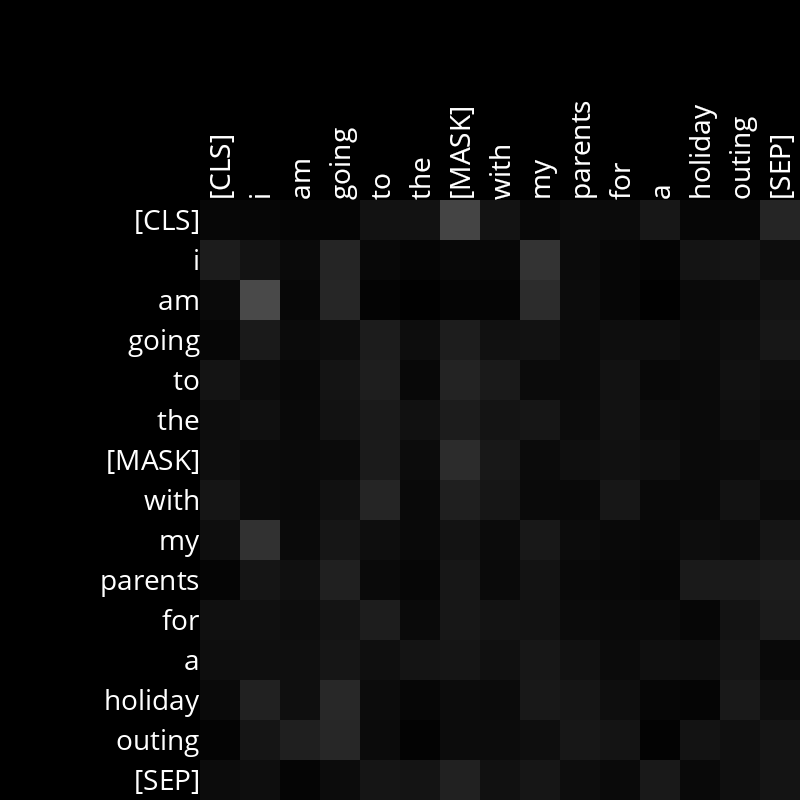 [CLS] i am going to the [MASK] with my parents for a holiday outing [SEP]
[CLS]
i
am
going
to
the
[MASK]
with
my
parents
for
a
holiday
outing
[SEP]